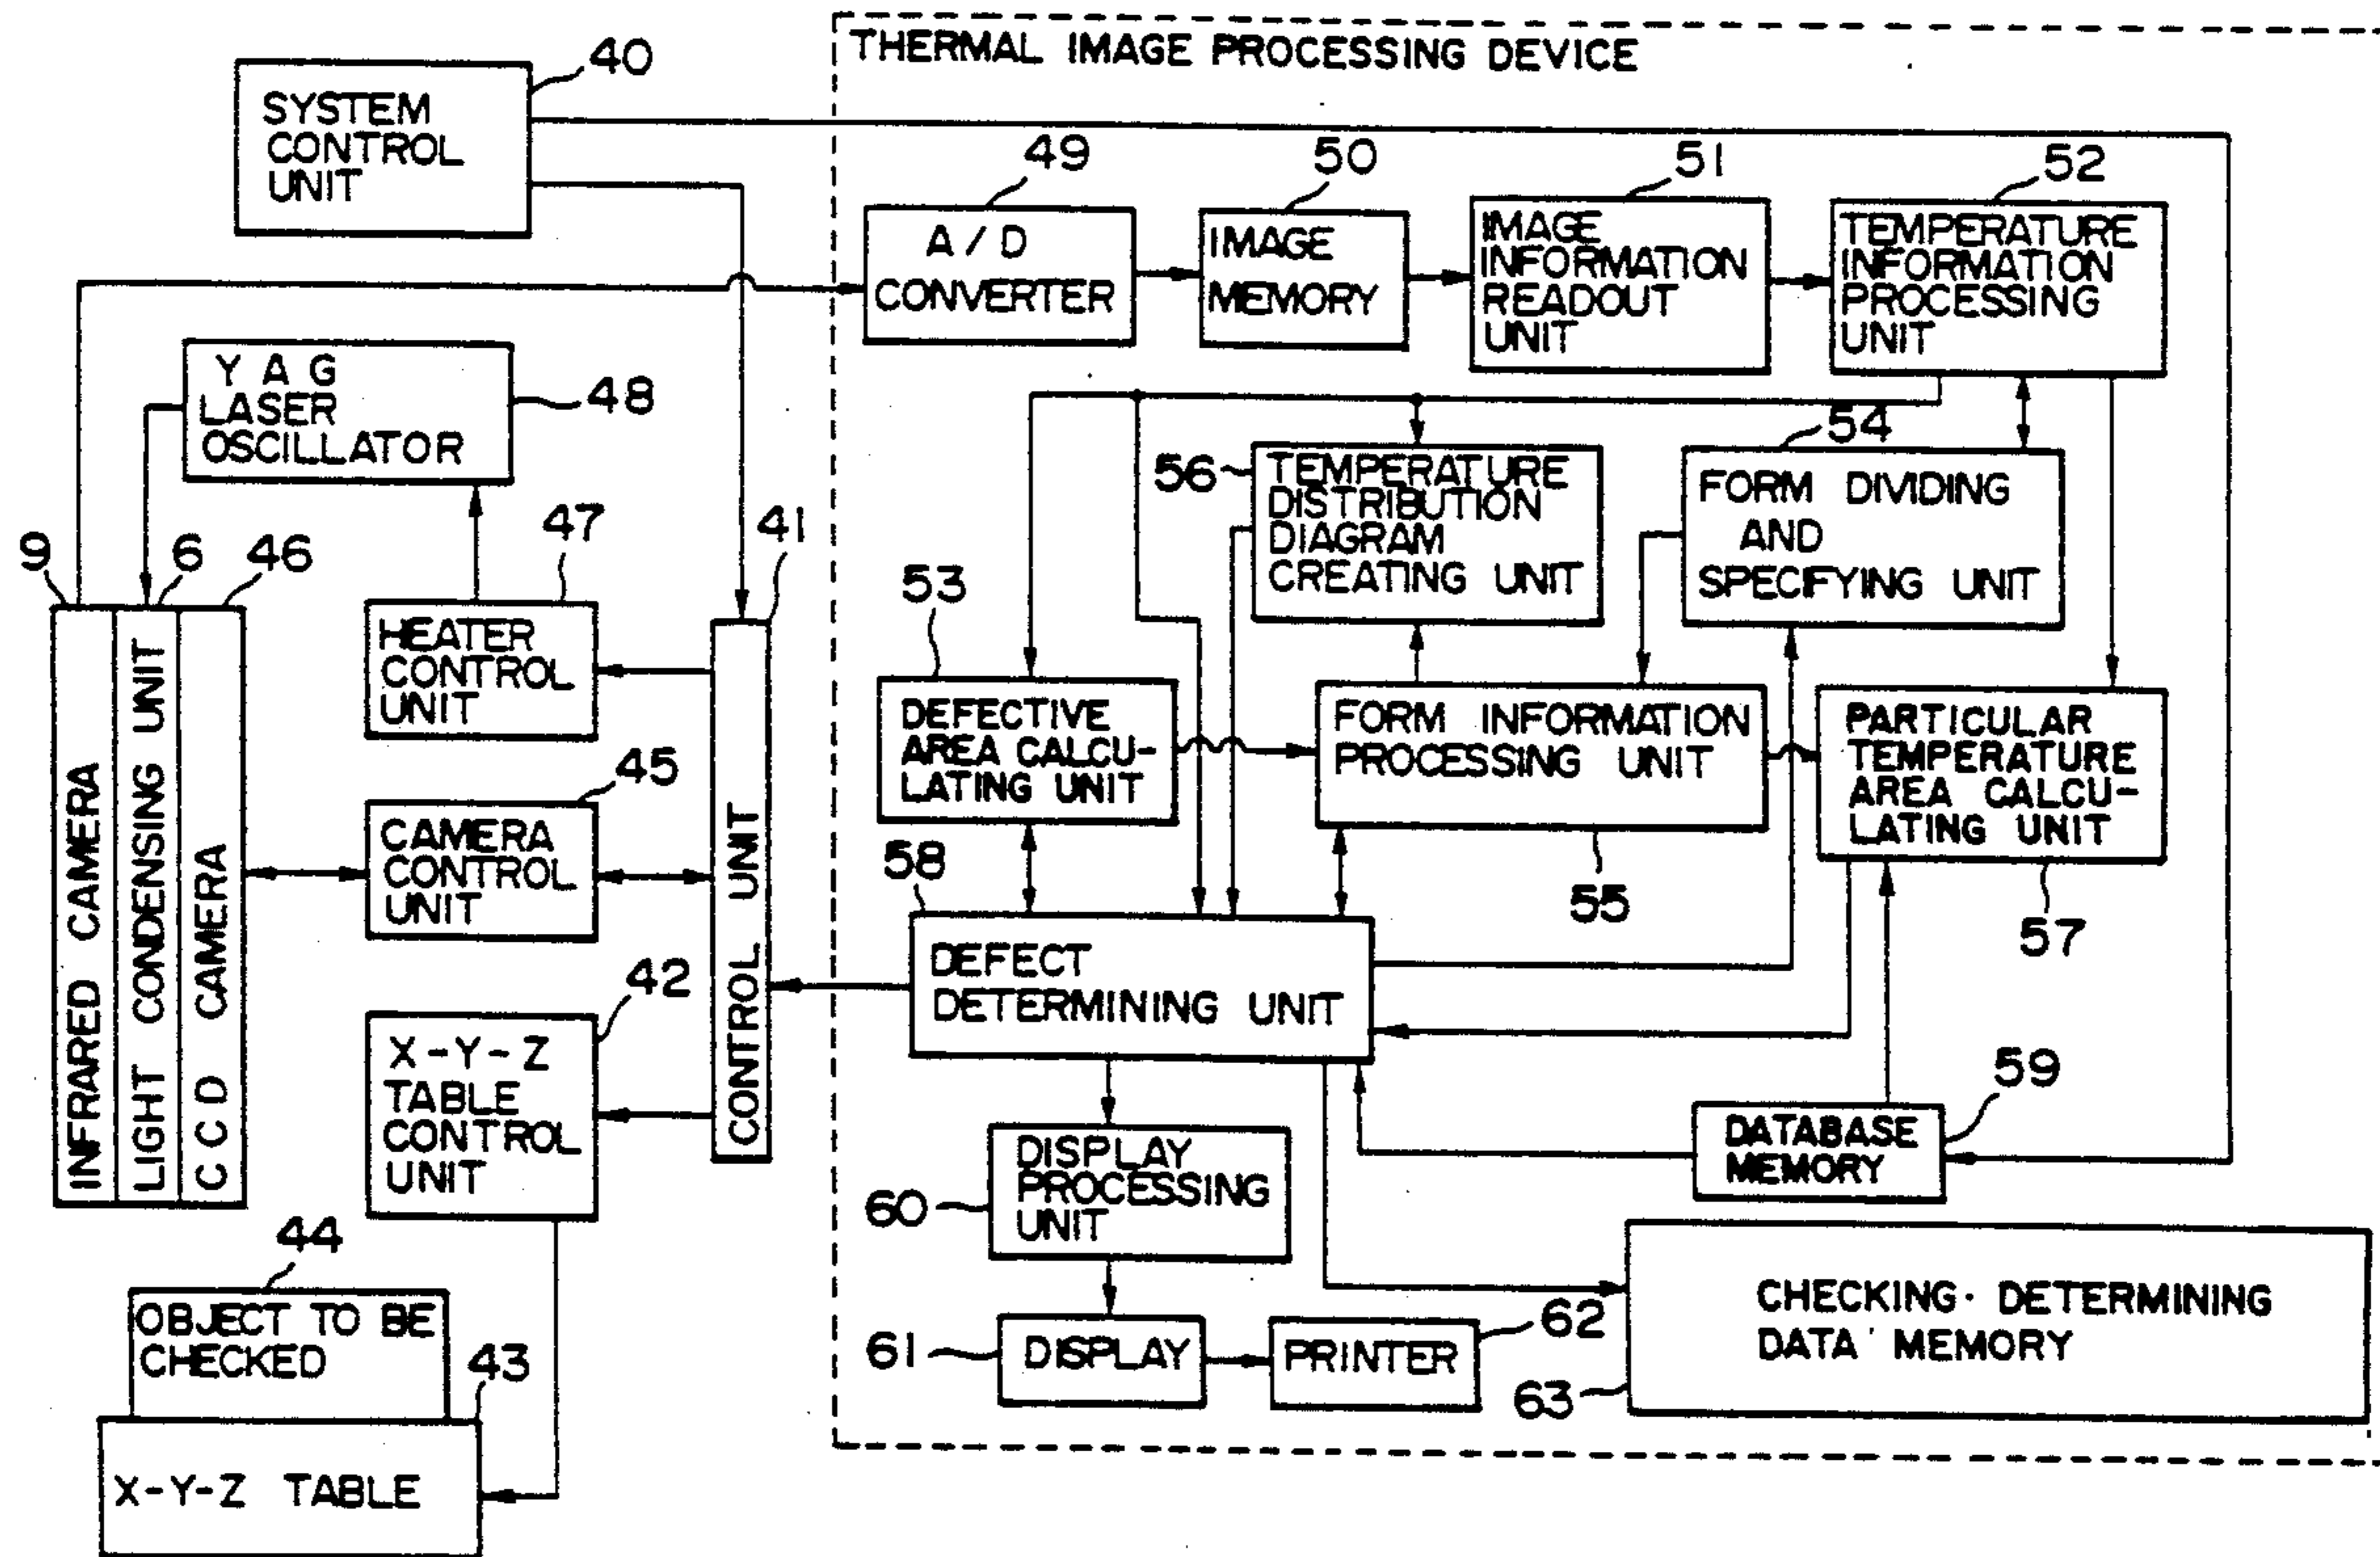 THERMAL IMAGE PROCESSING DEVICE
40
SYSTEM
CONTROL
UNIT
49
A/D
CONVERTER
50
IMAGE
MEMORY
51
IMAGE
INFORMATION
READOUT
UNIT
52
TEMPERATURE
INFORMATION
PROCESSING
UNIT
YAG
LASER
OSCILLATOR
48
56
TEMPERATURE
DISTRIBUTION
DIAGRAM
CREATING UNIT
54
FORM DIVIDING
AND
SPECIFYING UNIT
9
6
46
INFRARED CAMERA
LIGHT CONDENSING UNIT
CCD CAMERA
47
HEATER
CONTROL
UNIT
41
CONTROL UNIT
53
DEFECTIVE
AREA CALCU-
LATING UNIT
FORM INFORMATION
PROCESSING UNIT
55
PARTICULAR
TEMPERATURE
AREA CALCU-
LATING UNIT
57
45
CAMERA
CONTROL
UNIT
58
DEFECT
DETERMINING UNIT
42
X-Y-Z
TABLE
CONTROL
UNIT
59
DATABASE
MEMORY
60
DISPLAY
PROCESSING
UNIT
44
OBJECT TO BE
CHECKED
43
X-Y-Z TABLE
61
DISPLAY
62
PRINTER
63
CHECKING· DETERMINING
DATA MEMORY